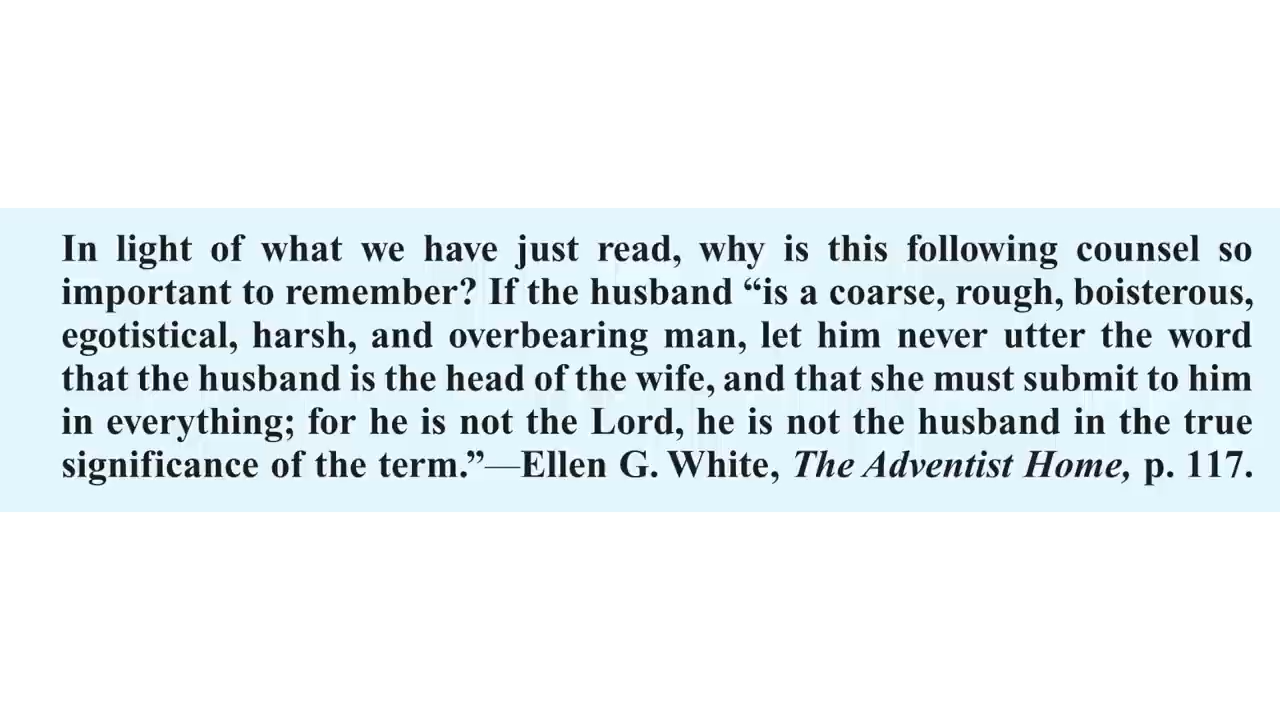 In light of what we have just read, why is this following counsel so
important to remember? If the husband “is a coarse, rough, boisterous,
egotistical, harsh, and overbearing man, let him never utter the word
that the husband is the head of the wife, and that she must submit to him
in everything; for he is not the Lord, he is not the husband in the true
significance of the term.”—Ellen G. White, The Adventist Home, p. 117.